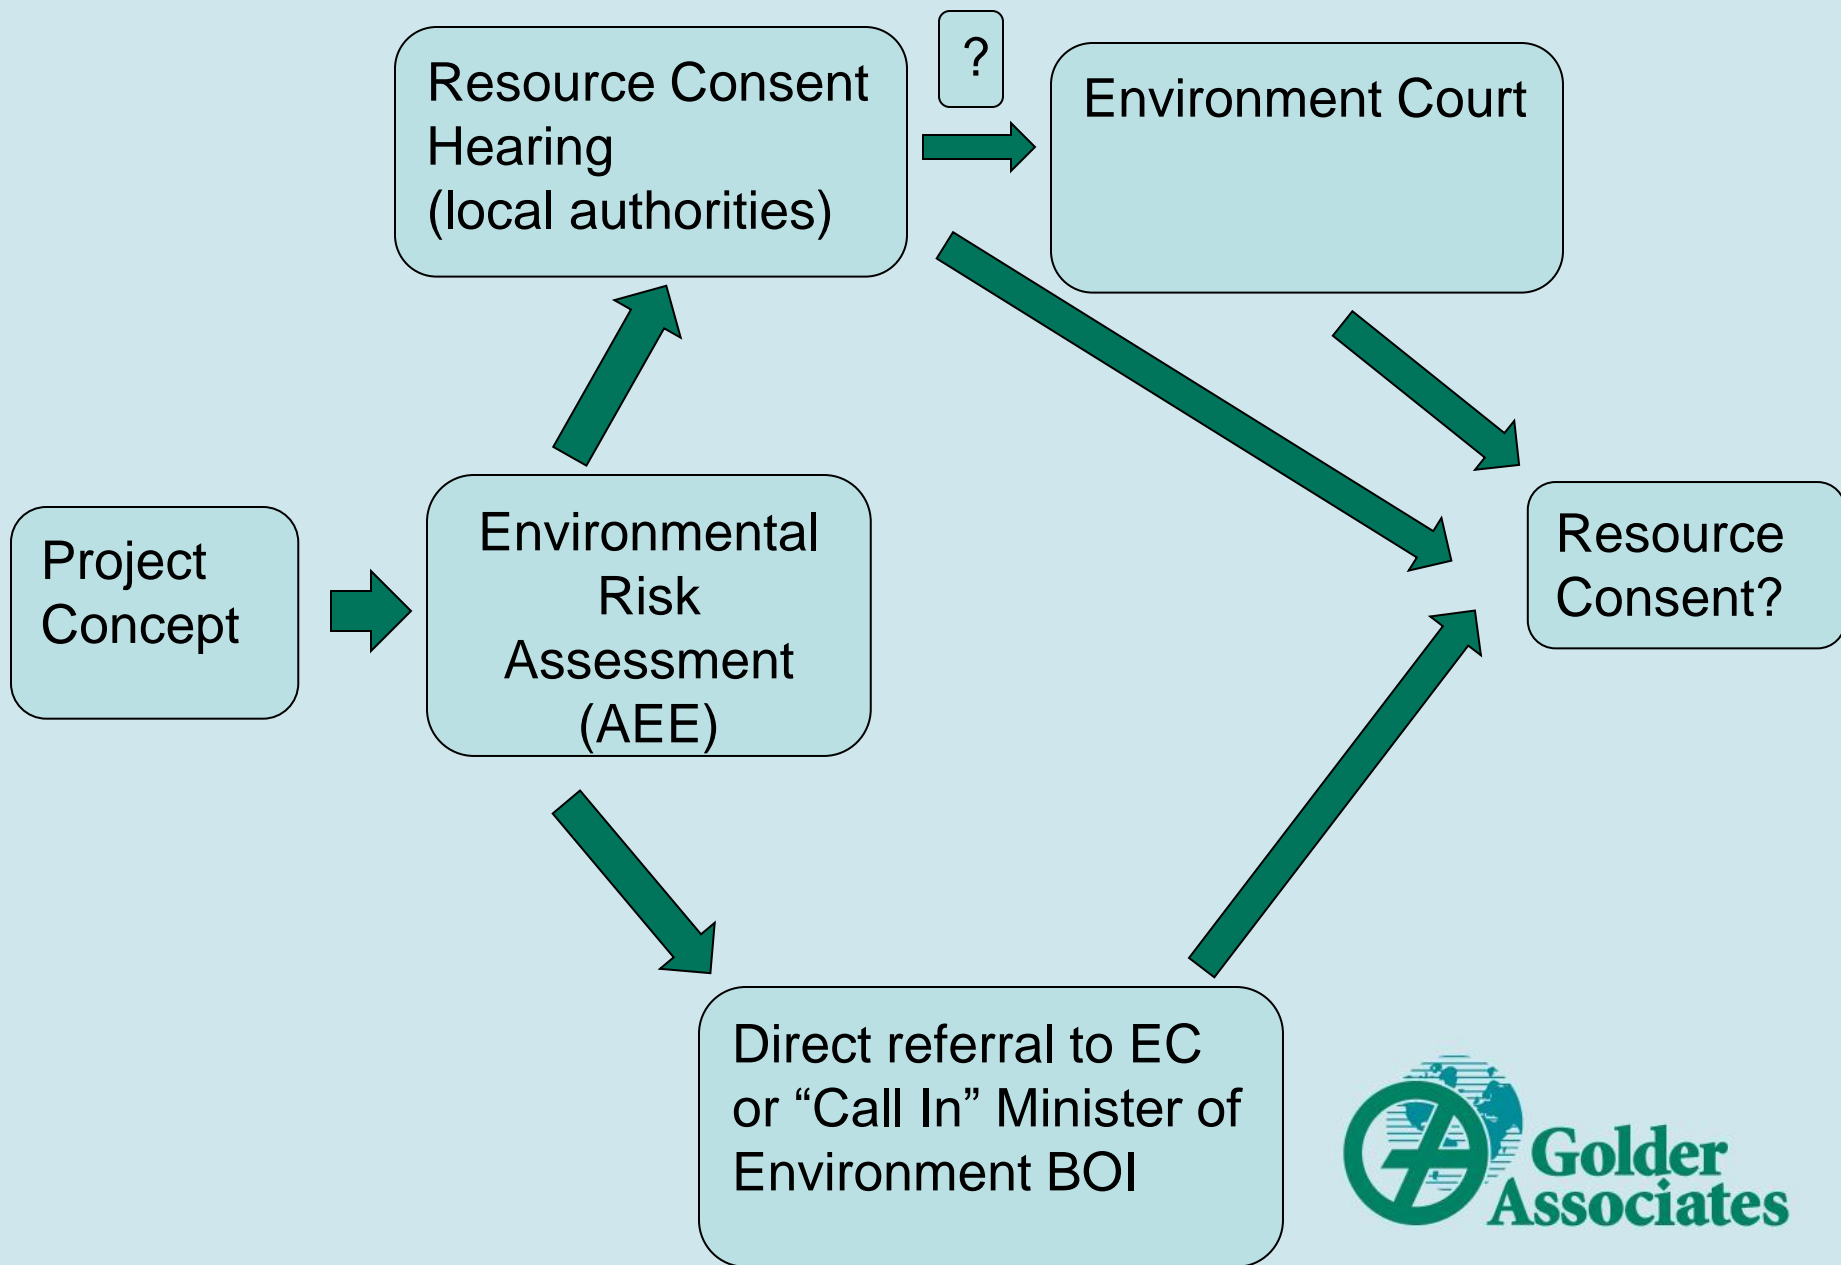 Resource Consent
Hearing
(local authorities)
?
Environment Court
Project
Concept
Environmental
Risk
Assessment
(AEE)
Resource
Consent?
Direct referral to EC
or “Call In” Minister of
Environment BOI
Golder
Associates